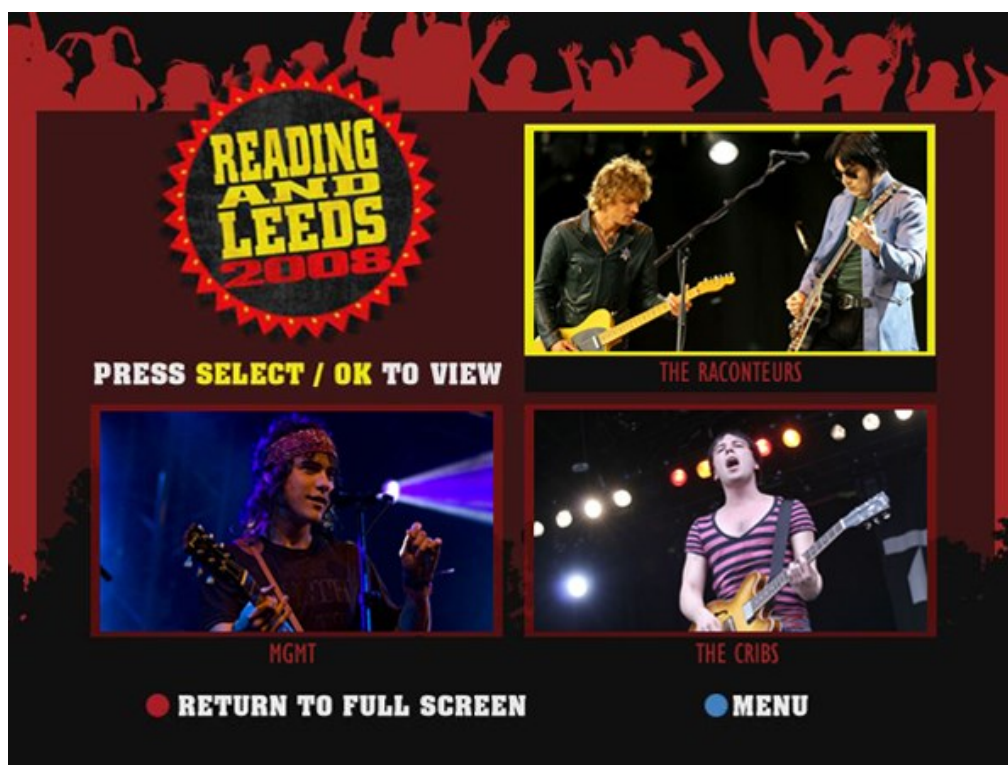 READING
AND
LEEDS
2008
PRESS SELECT / OK TO VIEW
THE RACONTEURS
MGMT
THE CRIBS
RETURN TO FULL SCREEN
MENU